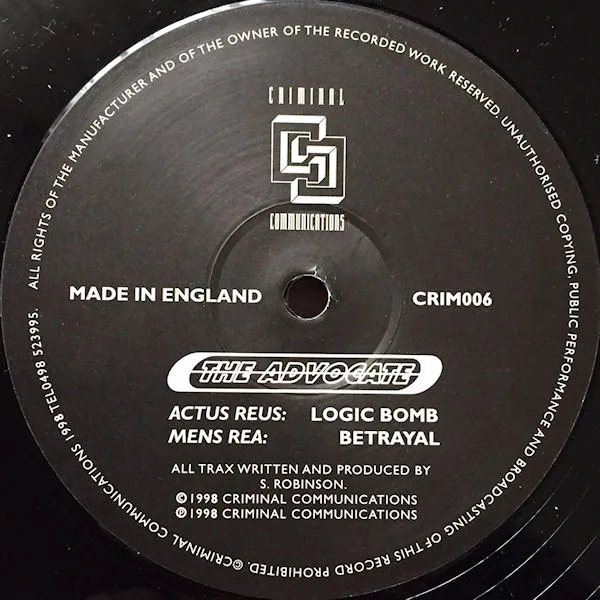 ALL RIGHTS OF THE MANUFACTURER AND OF THE OWNER OF THE RECORDED WORK RESERVED. UNAUTHORISED COPYING, PUBLIC PERFORMANCE AND BROADCASTING OF THIS RECORD PROHIBITED. ©CRIMINAL COMMUNICATIONS 1998 TEL0498 523995.
CRIMINAL
COMMUNICATIONS
MADE IN ENGLAND CRIM006
THE ADVOCATE
ACTUS REUS: LOGIC BOMB
MENS REA: BETRAYAL
ALL TRAX WRITTEN AND PRODUCED BY
S. ROBINSON.
©1998 CRIMINAL COMMUNICATIONS
℗1998 CRIMINAL COMMUNICATIONS